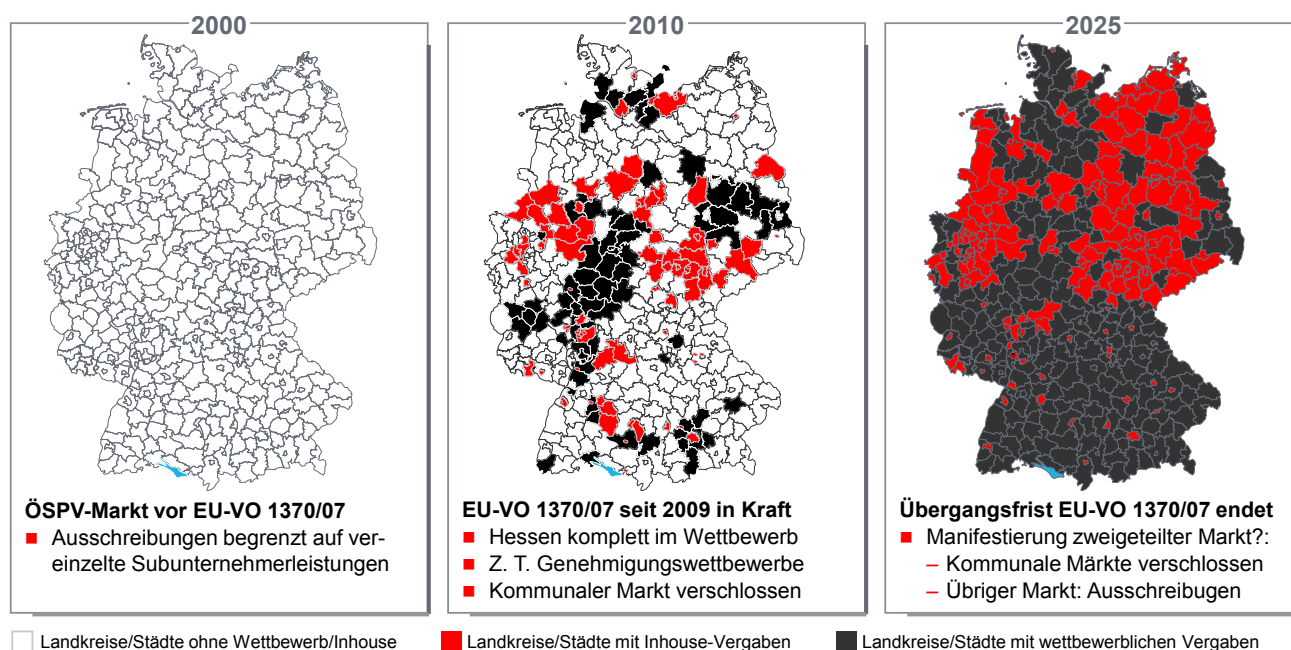 2000
ÖSPV-Markt vor EU-VO 1370/07
■ Ausschreibungen begrenzt auf ver-
einzelte Subunternehmerleistungen
2010
EU-VO 1370/07 seit 2009 in Kraft
■ Hessen komplett im Wettbewerb
■ Z. T. Genehmigungswettbewerbe
■ Kommunaler Markt verschlossen
2025
Übergangsfrist EU-VO 1370/07 endet
■ Manifestierung zweigeteilter Markt?:
– Kommunale Märkte verschlossen
– Übriger Markt: Ausschreibugen
Landkreise/Städte ohne Wettbewerb/Inhouse
Landkreise/Städte mit Inhouse-Vergaben
Landkreise/Städte mit wettbewerblichen Vergaben